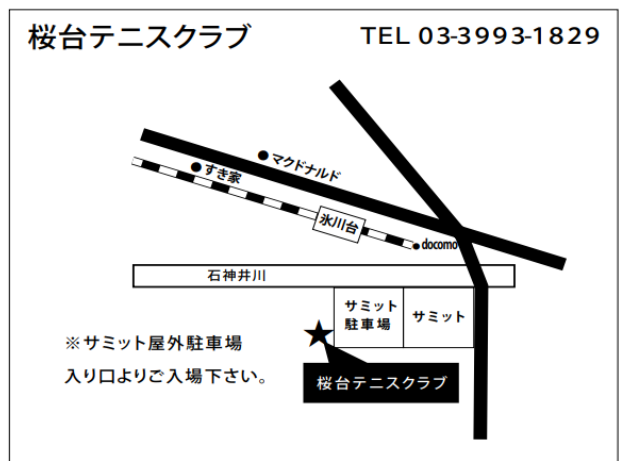 桜台テニスクラブ
TEL 03-3993-1829
マクドナルド
すき家
氷川台
docomo
石神井川
サミット
駐車場
サミット
※サミット屋外駐車場
入り口よりご入場下さい。
桜台テニスクラブ